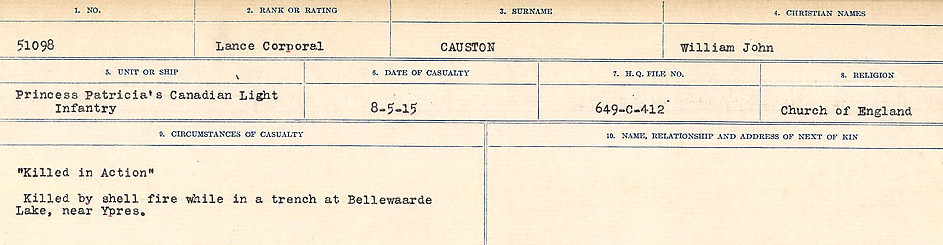 1. NO. 2. RANK OR RATING 3. SURNAME 4. CHRISTIAN NAMES
51098 Lance Corporal CAUSTON William John
5. UNIT OR SHIP 6. DATE OF CASUALTY 7. H.Q. FILE NO. 8. RELIGION
Princess Patricia's Canadian Light
Infantry 8-5-15 649-C-412 Church of England
9. CIRCUMSTANCES OF CASUALTY 10. NAME, RELATIONSHIP AND ADDRESS OF NEXT OF KIN
"Killed in Action"
Killed by shell fire while in a trench at Bellewaarde
Lake, near Ypres.